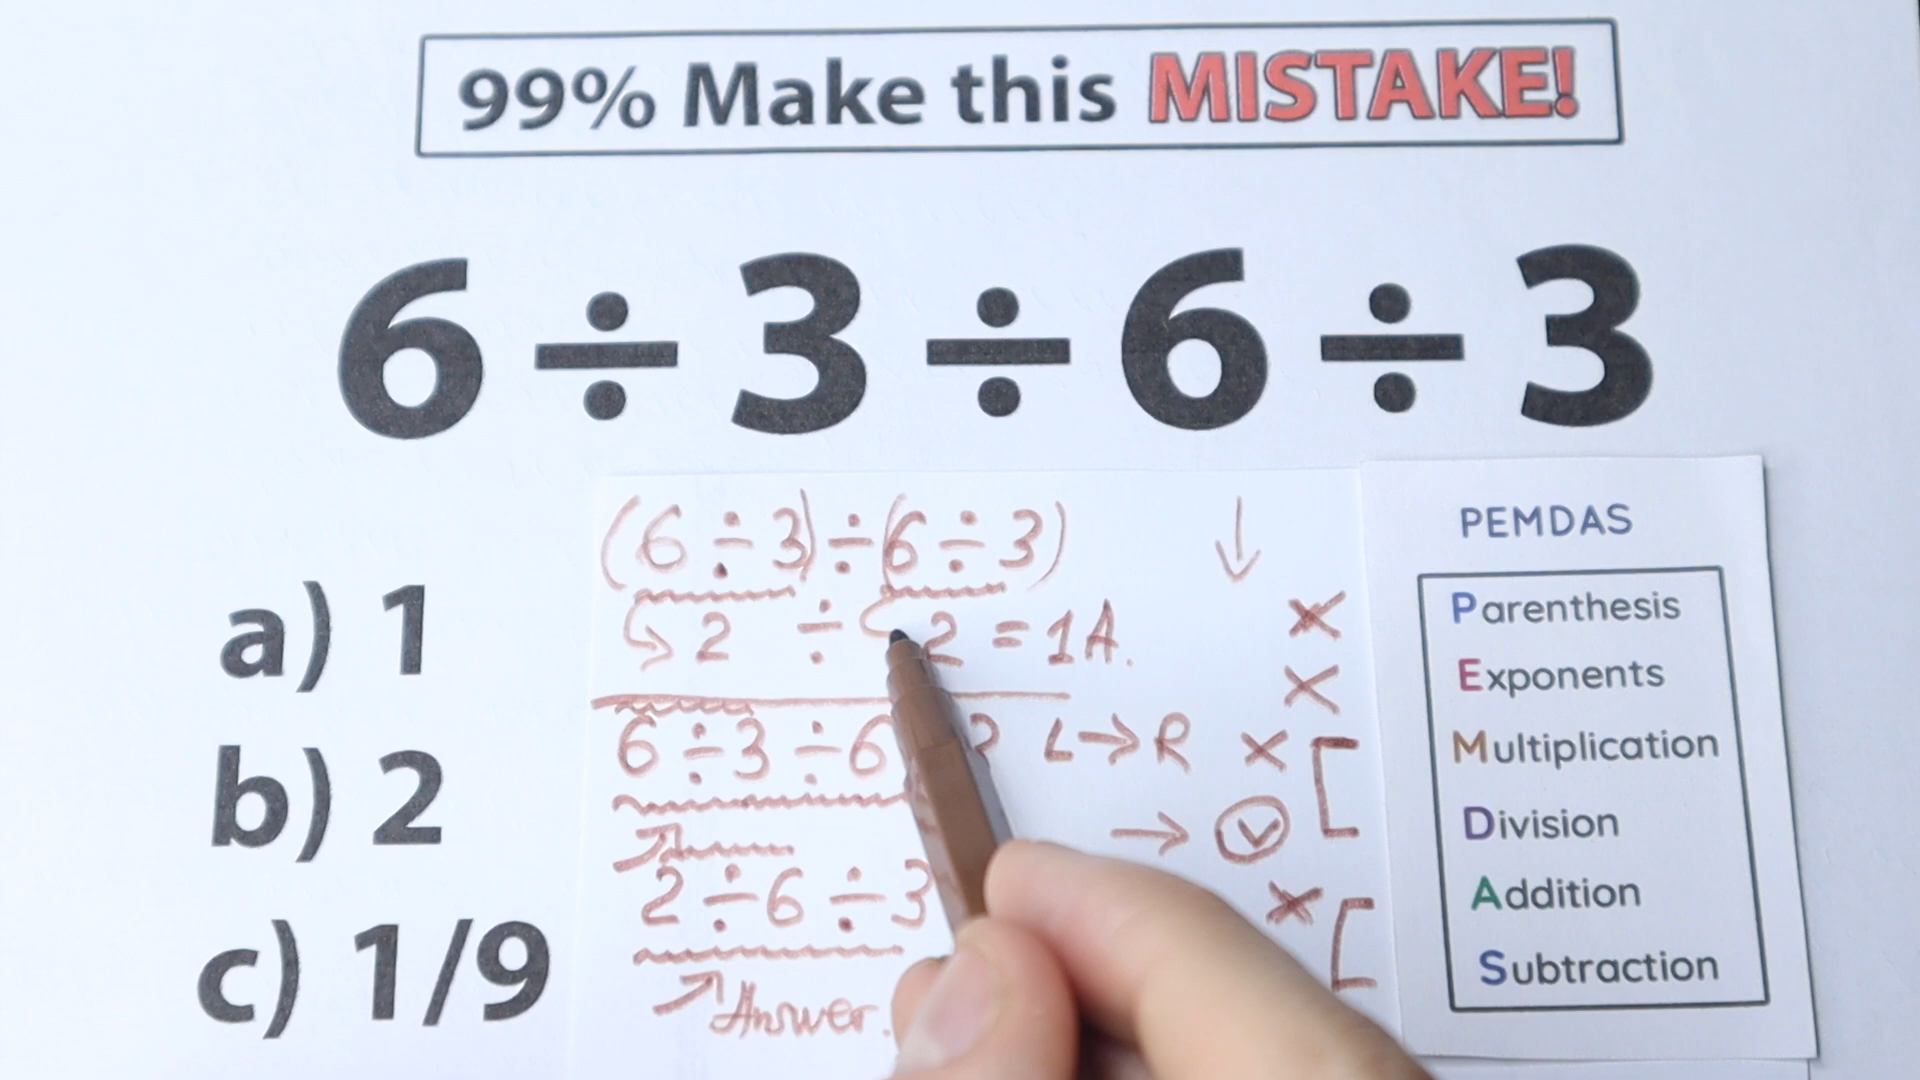 99% Make this MISTAKE!
6 ÷ 3 ÷ 6 ÷ 3
a) 1
b) 2
c) 1/9
(6 ÷ 3) ÷ (6 ÷ 3)
2 ÷ 2 = 1 A.
6 ÷ 3 ÷ 6
L → R
2 ÷ 6 ÷ 3
Answer.
PEMDAS
Parenthesis
Exponents
Multiplication
Division
Addition
Subtraction